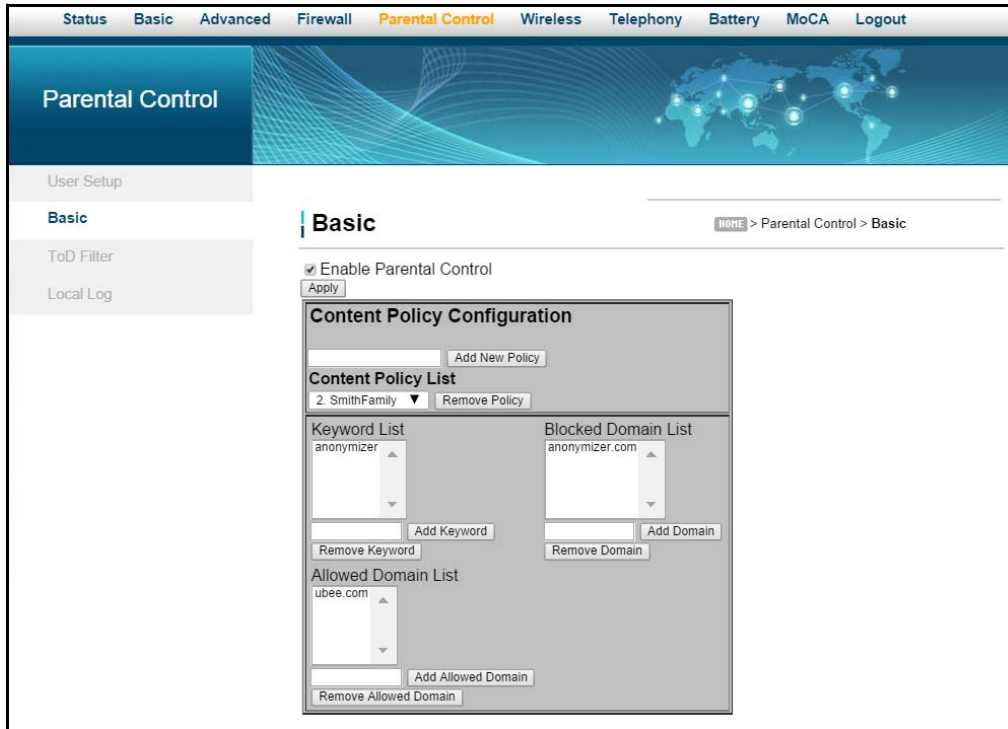 Status Basic Advanced Firewall Parental Control Wireless Telephony Battery MoCA Logout
Parental Control
User Setup
Basic
ToD Filter
Local Log
Basic
HOME > Parental Control > Basic
Enable Parental Control
Apply
Content Policy Configuration
Add New Policy
Content Policy List
2. SmithFamily Remove Policy
Keyword List
anonymizer
Add Keyword
Remove Keyword
Blocked Domain List
anonymizer.com
Add Domain
Remove Domain
Allowed Domain List
ubee.com
Add Allowed Domain
Remove Allowed Domain